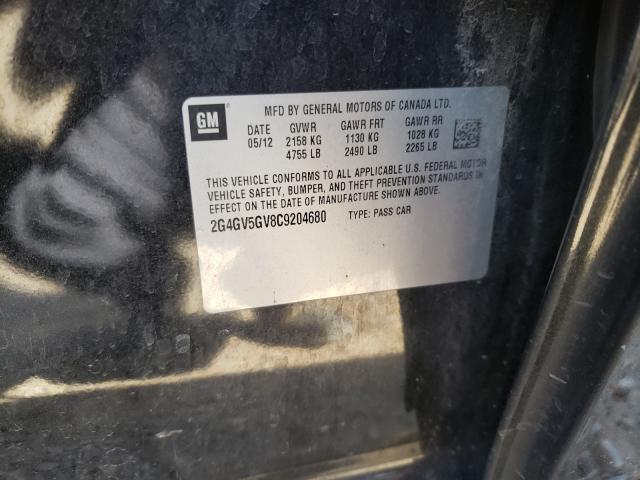 GM
MFD BY GENERAL MOTORS OF CANADA LTD.
DATE GVWR GAWR FRT GAWR RR
05/12 2158 KG 1130 KG 1028 KG
4755 LB 2490 LB 2265 LB
THIS VEHICLE CONFORMS TO ALL APPLICABLE U.S. FEDERAL MOTOR
VEHICLE SAFETY, BUMPER, AND THEFT PREVENTION STANDARDS IN
EFFECT ON THE DATE OF MANUFACTURE SHOWN ABOVE.
2G4GV5GV8C9204680 TYPE: PASS CAR